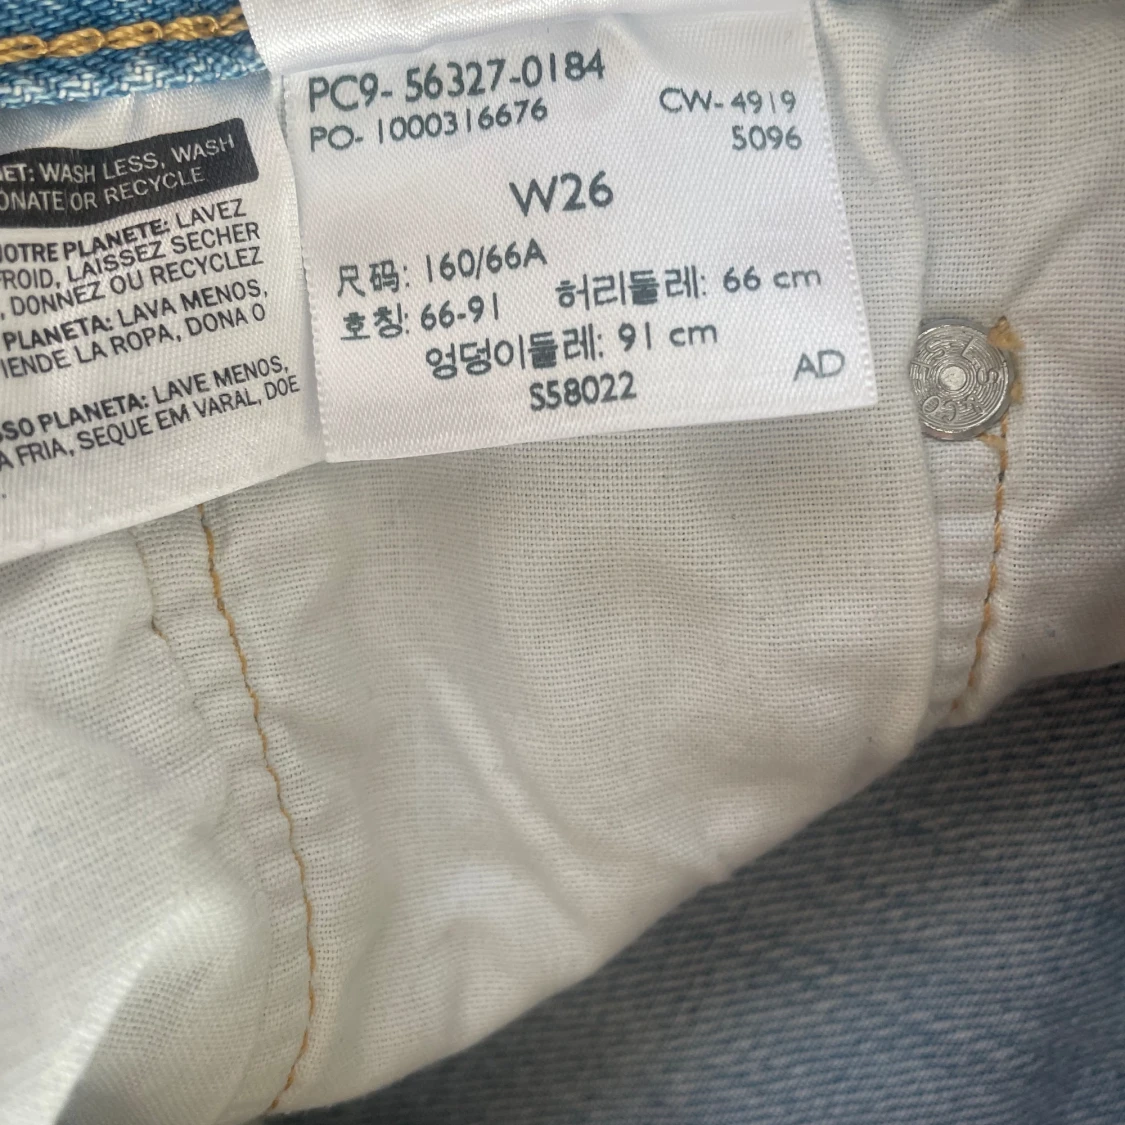 ET: WASH LESS, WASH
ONATE OR RECYCLE
OTRE PLANETE: LAVEZ
ROID, LAISSEZ SECHER
, DONNEZ OU RECYCLEZ
PLANETA: LAVA MENOS,
IENDE LA ROPA, DONA O
SO PLANETA: LAVE MENOS,
A FRIA, SEQUE EM VARAL, DOE
PC9- 56327-0184
PO- 1000316676
CW- 4919
5096
W26
尺码: 160/66A
호칭: 66-91 허리둘레: 66 cm
엉덩이둘레: 91 cm
S58022
AD